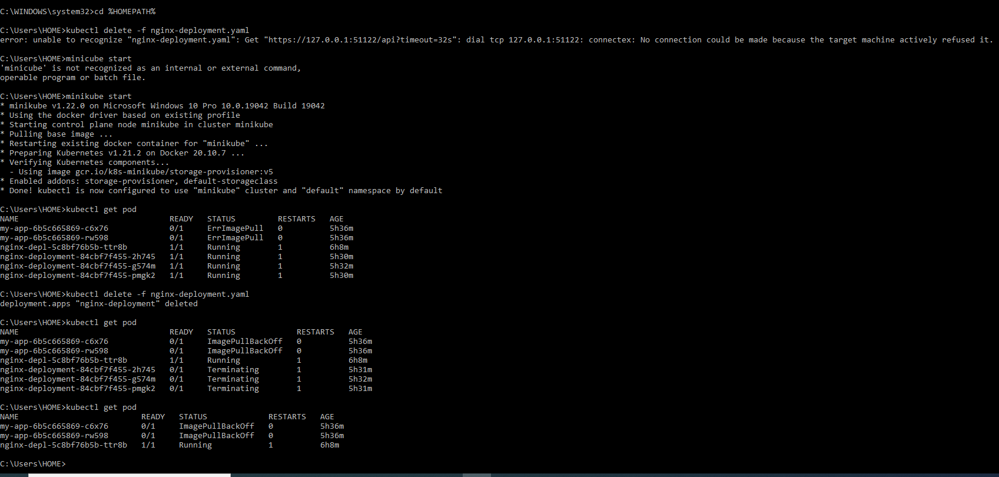 C:\WINDOWS\system32>cd %HOMEPATH%
C:\Users\HOME>kubectl delete -f nginx-deployment.yaml
error: unable to recognize "nginx-deployment.yaml": Get "https://127.0.0.1:51122/api?timeout=32s": dial tcp 127.0.0.1:51122: connectex: No connection could be made because the target machine actively refused it.
C:\Users\HOME>minicube start
'minicube' is not recognized as an internal or external command,
operable program or batch file.
C:\Users\HOME>minikube start
* minikube v1.22.0 on Microsoft Windows 10 Pro 10.0.19042 Build 19042
* Using the docker driver based on existing profile
* Starting control plane node minikube in cluster minikube
* Pulling base image ...
* Restarting existing docker container for "minikube" ...
* Preparing Kubernetes v1.21.2 on Docker 20.10.7 ...
* Verifying Kubernetes components...
  - Using image gcr.io/k8s-minikube/storage-provisioner:v5
* Enabled addons: storage-provisioner, default-storageclass
* Done! kubectl is now configured to use "minikube" cluster and "default" namespace by default
C:\Users\HOME>kubectl get pod
NAME                                READY   STATUS         RESTARTS   AGE
my-app-6b5c665869-c6x76             0/1     ErrImagePull   0          5h36m
my-app-6b5c665869-rw598             0/1     ErrImagePull   0          5h36m
nginx-depl-5c8bf76b5b-ttr8b         1/1     Running        1          6h8m
nginx-deployment-84cbf7f455-2h745   1/1     Running        1          5h30m
nginx-deployment-84cbf7f455-g574m   1/1     Running        1          5h32m
nginx-deployment-84cbf7f455-pmgk2   1/1     Running        1          5h30m
C:\Users\HOME>kubectl delete -f nginx-deployment.yaml
deployment.apps "nginx-deployment" deleted
C:\Users\HOME>kubectl get pod
NAME                                READY   STATUS             RESTARTS   AGE
my-app-6b5c665869-c6x76             0/1     ImagePullBackOff   0          5h36m
my-app-6b5c665869-rw598             0/1     ImagePullBackOff   0          5h36m
nginx-depl-5c8bf76b5b-ttr8b         1/1     Running            1          6h8m
nginx-deployment-84cbf7f455-2h745   0/1     Terminating        1          5h31m
nginx-deployment-84cbf7f455-g574m   0/1     Terminating        1          5h32m
nginx-deployment-84cbf7f455-pmgk2   0/1     Terminating        1          5h31m
C:\Users\HOME>kubectl get pod
NAME                          READY   STATUS             RESTARTS   AGE
my-app-6b5c665869-c6x76       0/1     ImagePullBackOff   0          5h36m
my-app-6b5c665869-rw598       0/1     ImagePullBackOff   0          5h36m
nginx-depl-5c8bf76b5b-ttr8b   1/1     Running            1          6h8m
C:\Users\HOME>